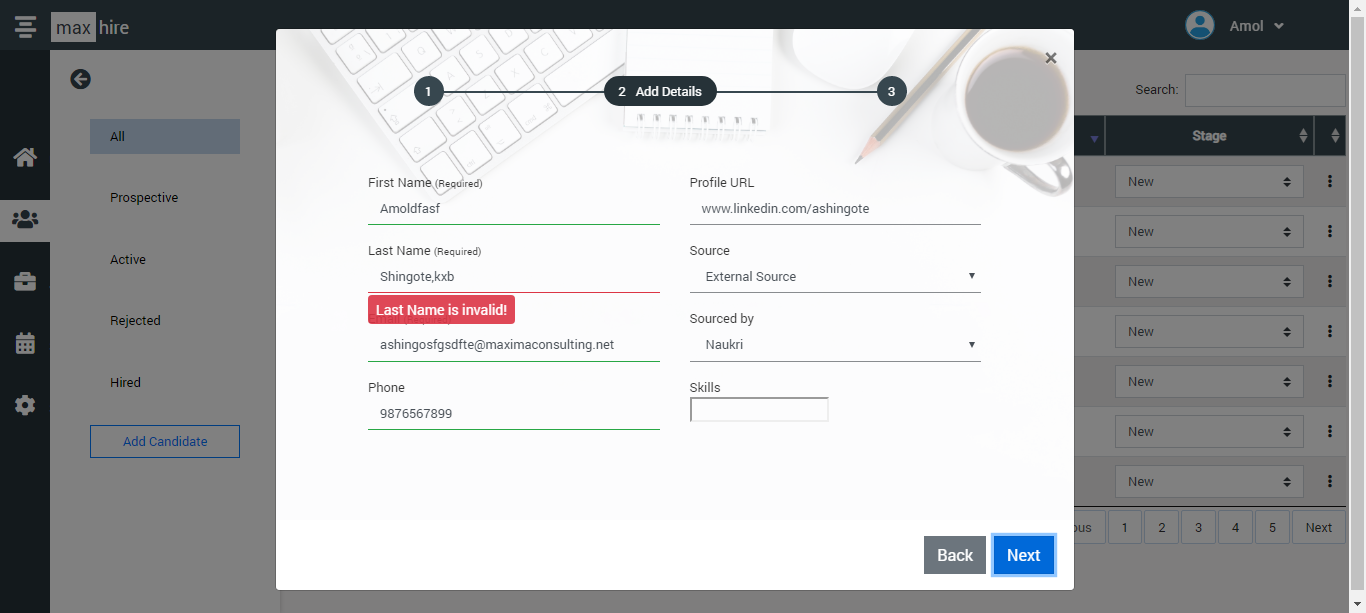 max hire
Amol
1
2 Add Details
3
×
Search:
All
Stage
First Name (Required)
Profile URL
New
Prospective
Amoldfasf
www.linkedin.com/ashingote
New
Last Name (Required)
Source
Active
Shingote,kxb
External Source
New
Last Name is invalid!
Sourced by
Rejected
New
ashingosfgsdfte@maximaconsulting.net
Naukri
Hired
Phone
Skills
New
9876567899
Add Candidate
New
New
1 2 3 4 5 Next
Back Next